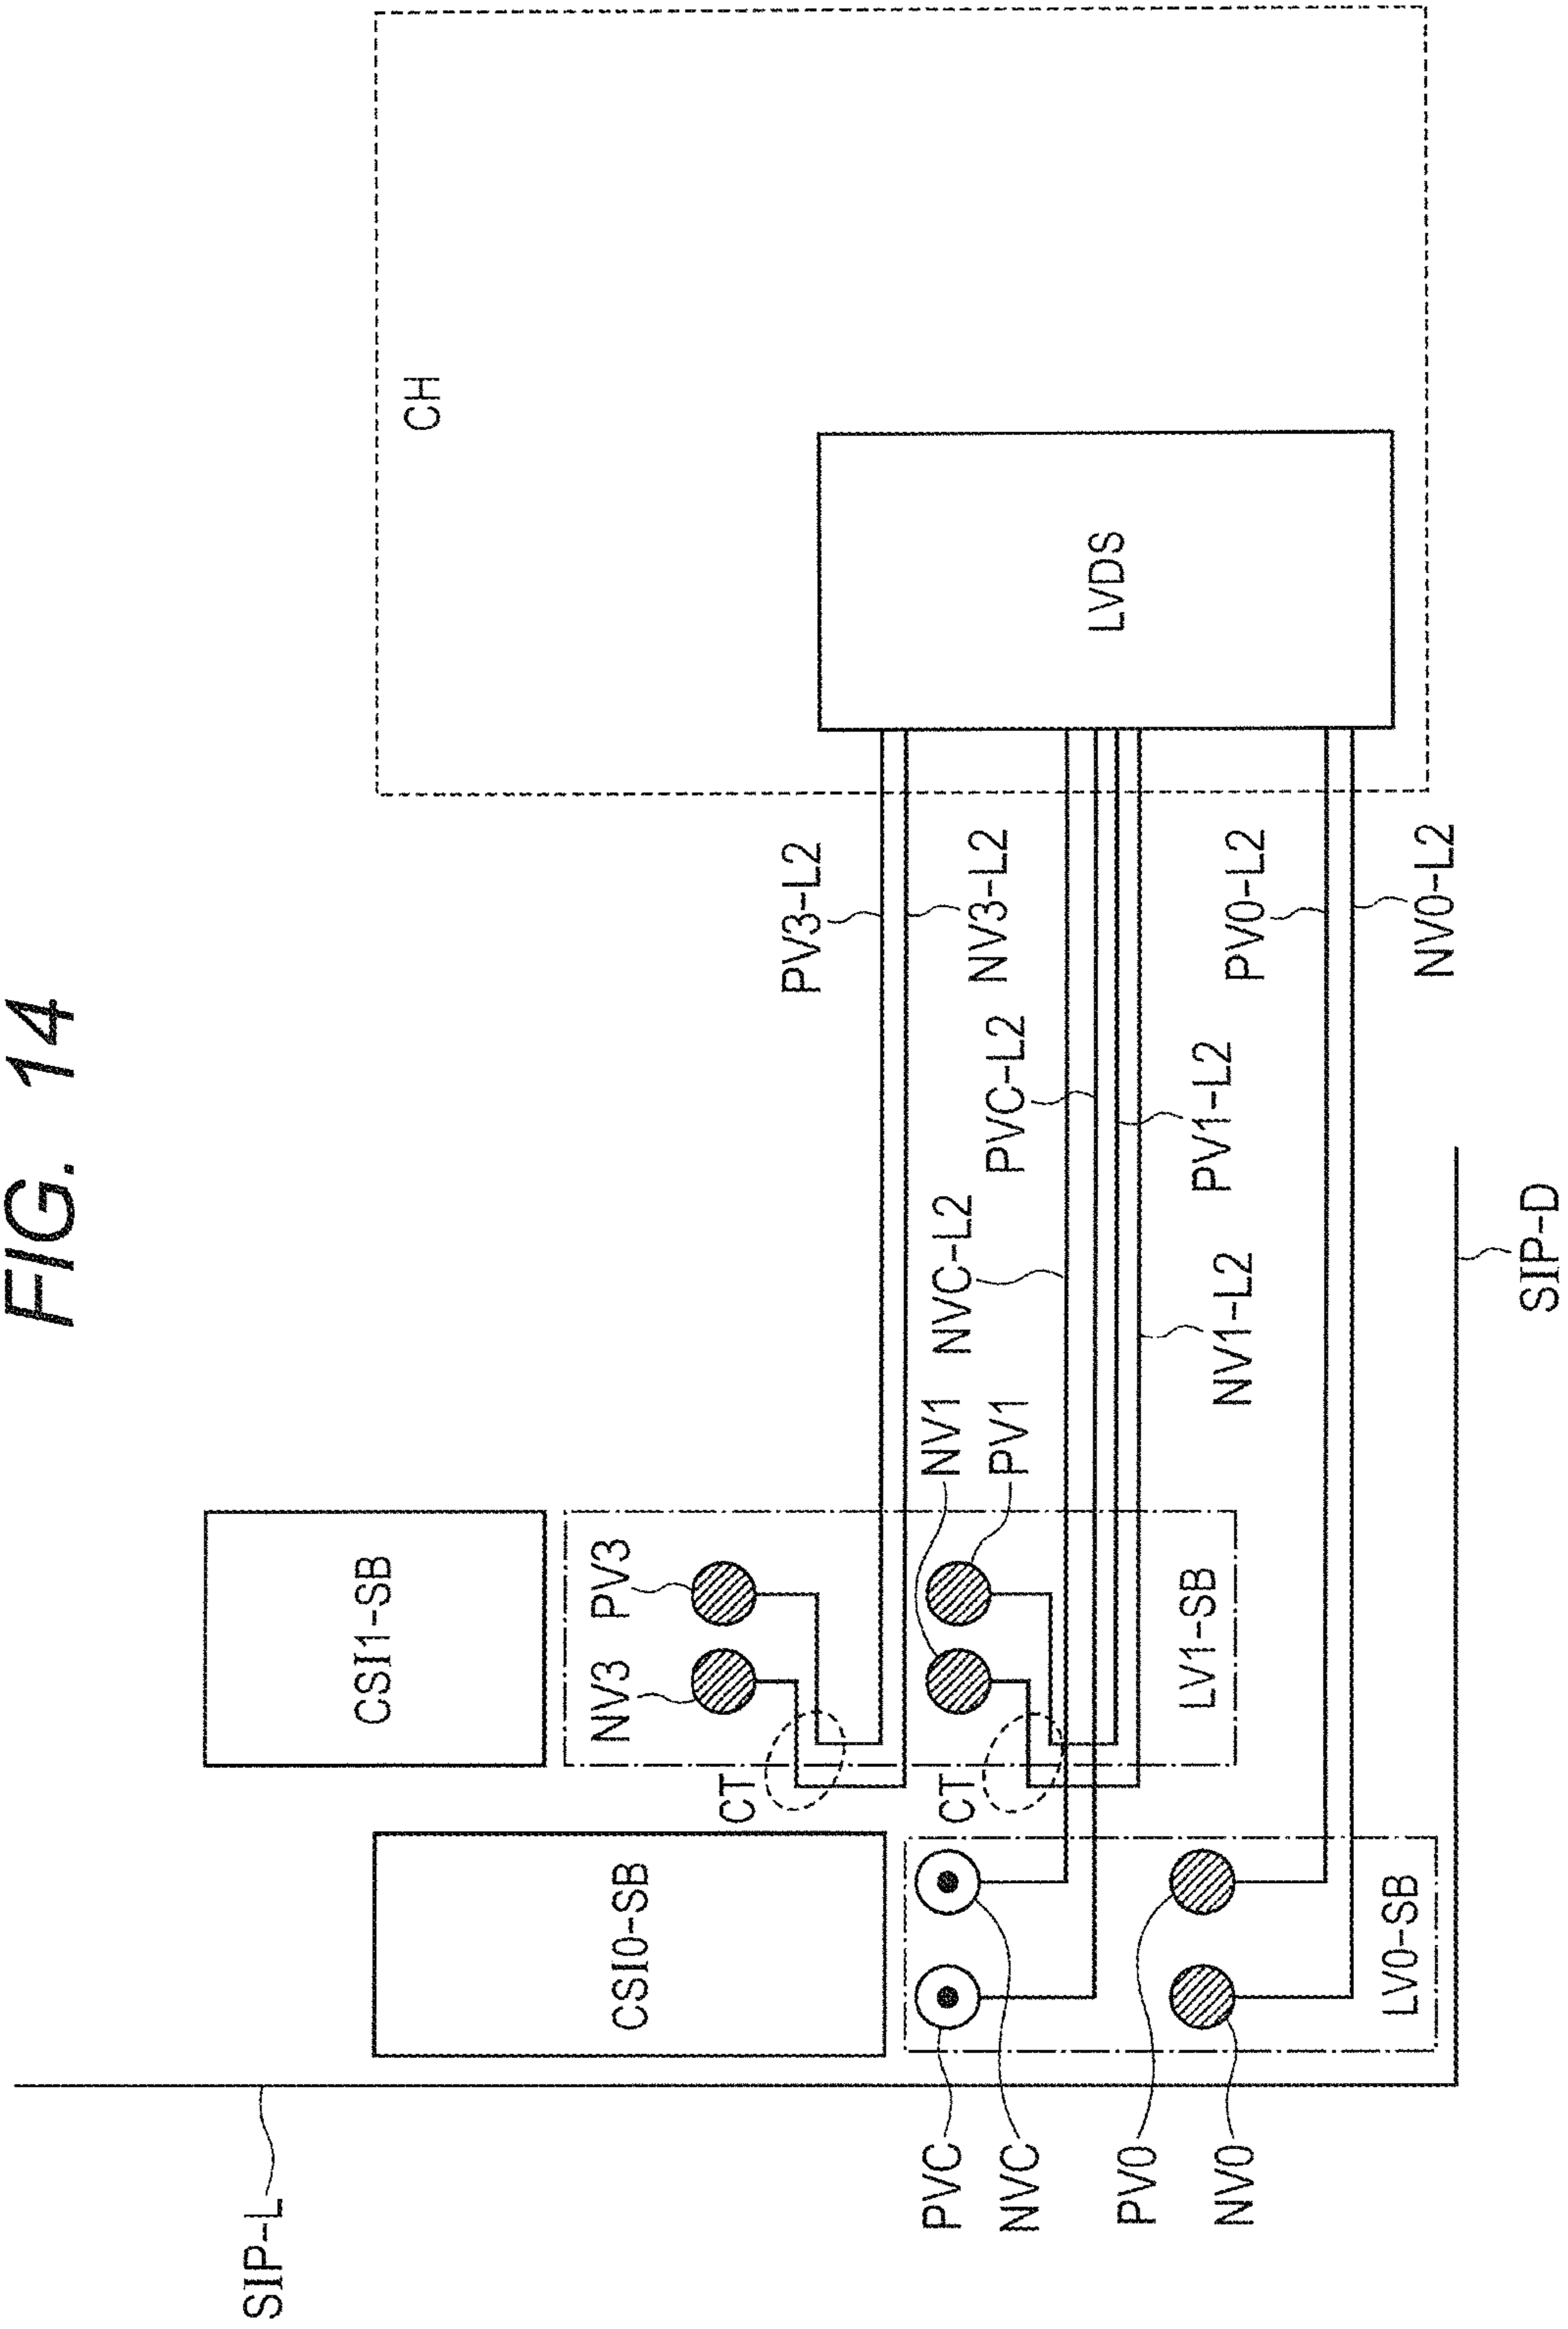 FIG. 14
CH
LVDS
PV3-L2
NV3-L2
PVC-L2
NVC-L2
PV1-L2
NV1-L2
PV0-L2
NV0-L2
CSI1-SB
PV3
NV3
NV1
PV1
LV1-SB
CT
CT
CSI0-SB
LV0-SB
PVC
NVC
PV0
NV0
SIP-L
SIP-D